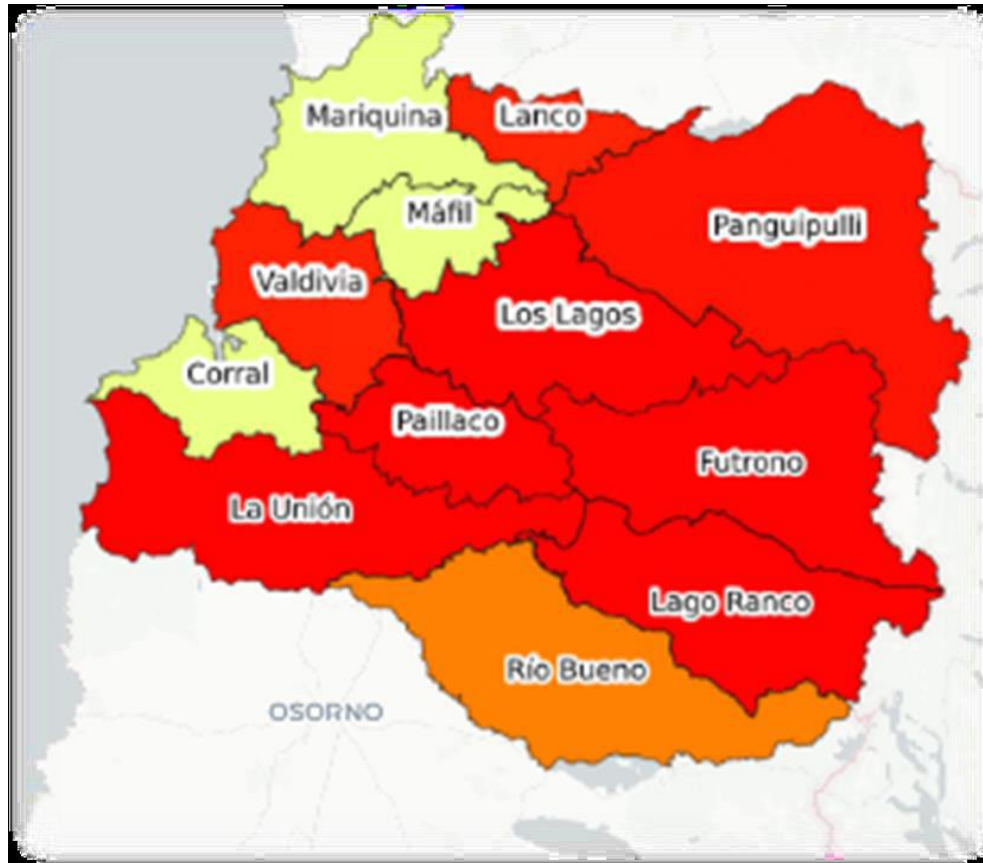 Mariquina
Lanco
Máfil
Panguipulli
Valdivia
Los Lagos
Corral
Paillaco
Futrono
La Unión
Lago Ranco
Río Bueno
OSORNO